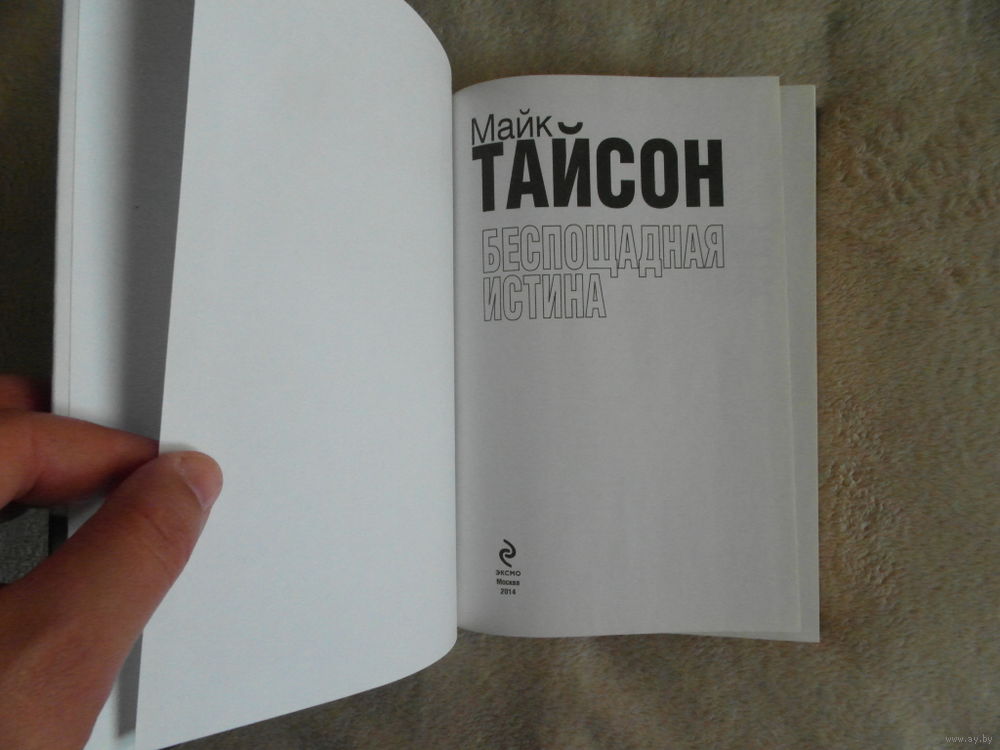 Майк
ТАЙСОН
БЕСПОЩАДНАЯ
ИСТИНА
ЭКСМО
Москва
2014
www.ay.by